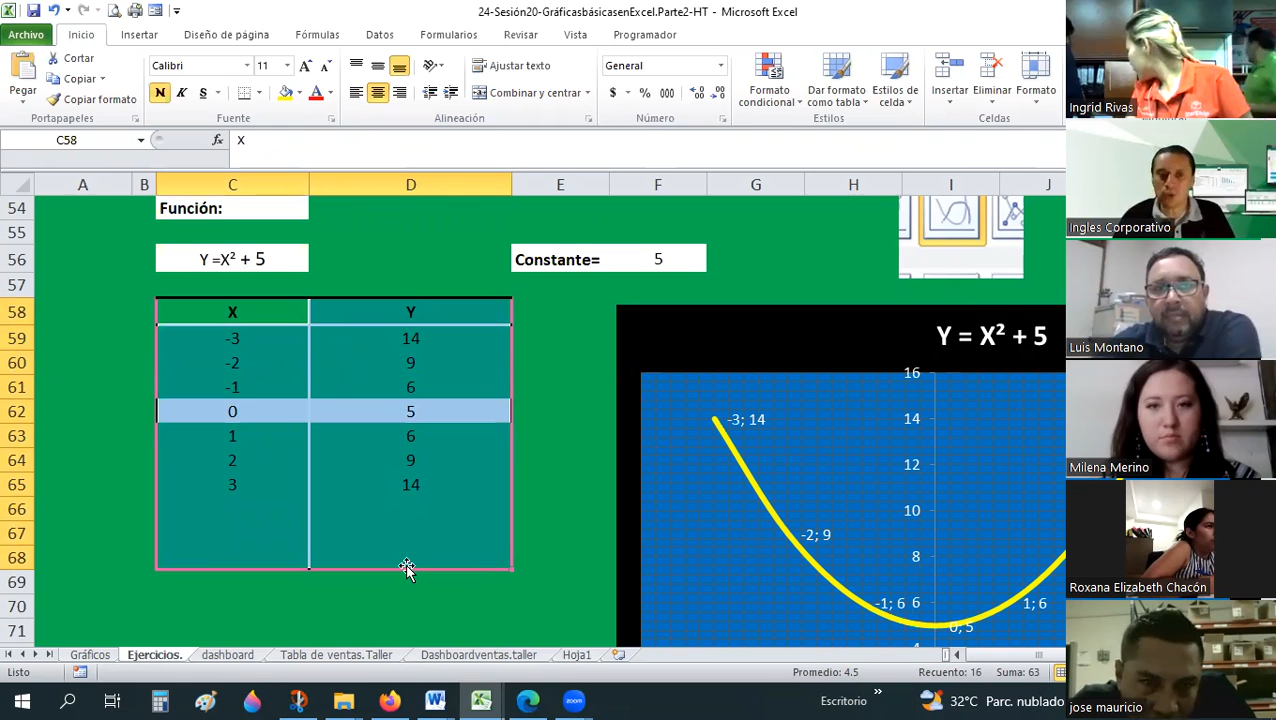 24-Sesión20-GráficasbásicasenExcel.Parte2-HT - Microsoft Excel
Archivo Inicio Insertar Diseño de página Fórmulas Datos Formularios Revisar Vista Programador
Cortar
Copiar
Copiar formato
Pegar
Portapapeles
Calibri 11
N K S
Fuente
Ajustar texto
Combinar y centrar
Alineación
General
$ % 000
Número
Formato condicional
Dar formato como tabla
Estilos de celda
Estilos
Insertar Eliminar Formato
Celdas
C58 fx X
A B C D E F G H I J
54 Función:
55
56 Y =X² + 5 Constante= 5
57
58 X Y
59 -3 14
60 -2 9
61 -1 6
62 0 5
63 1 6
64 2 9
65 3 14
66
67
68
69
70
71
Y = X² + 5
16
14
12
10
8
6
4
-3; 14
-2; 9
-1; 6
0; 5
1; 6
Gráficos Ejercicios. dashboard Tabla de ventas.Taller Dashboardventas.taller Hoja1
Listo Promedio: 4.5 Recuento: 16 Suma: 63
zoom Escritorio » 32°C Parc. nublado
Ingrid Rivas
Ingles Corporativo
Luis Montano
Milena Merino
Roxana Elizabeth Chacón
jose mauricio